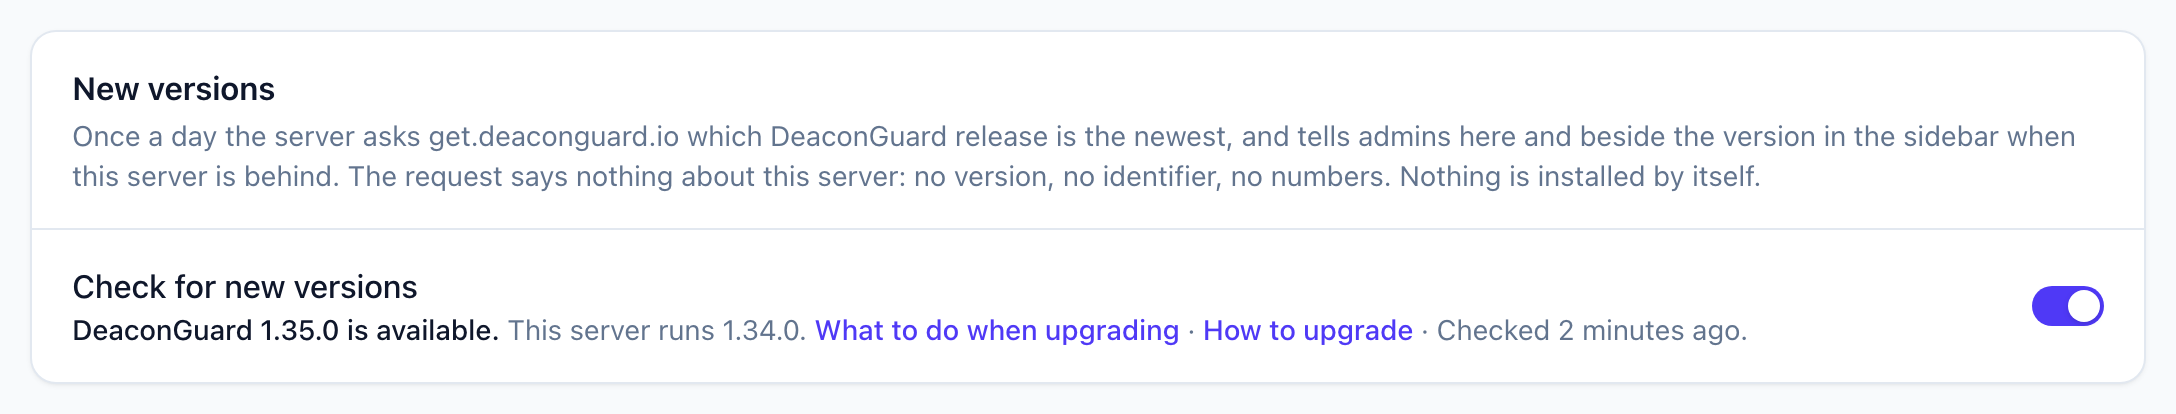 New versions
Once a day the server asks get.deaconguard.io which DeaconGuard release is the newest, and tells admins here and beside the version in the sidebar when
this server is behind. The request says nothing about this server: no version, no identifier, no numbers. Nothing is installed by itself.
Check for new versions
DeaconGuard 1.35.0 is available. This server runs 1.34.0. What to do when upgrading · How to upgrade · Checked 2 minutes ago.